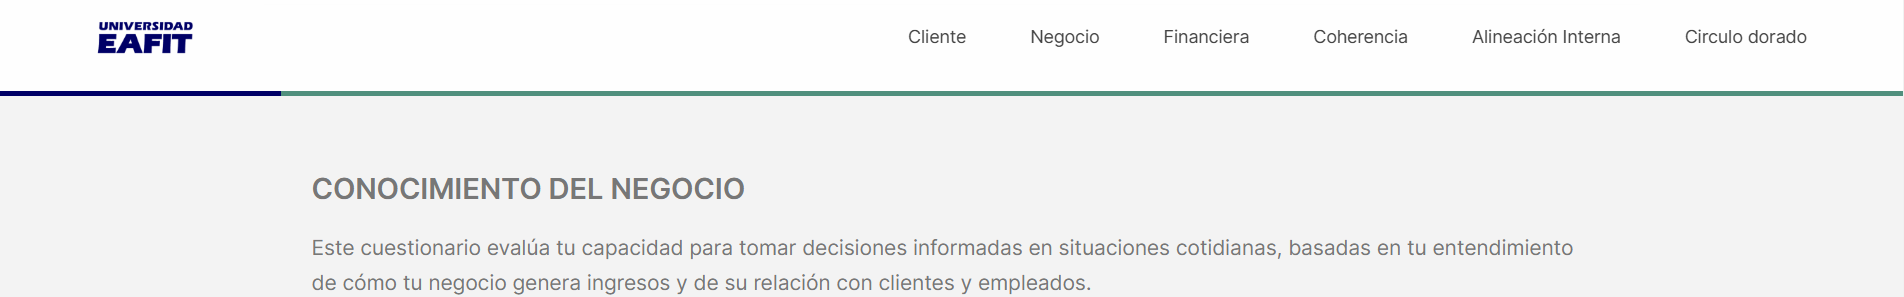 UNIVERSIDAD
EAFIT
Cliente Negocio Financiera Coherencia Alineación Interna Circulo dorado
CONOCIMIENTO DEL NEGOCIO
Este cuestionario evalúa tu capacidad para tomar decisiones informadas en situaciones cotidianas, basadas en tu entendimiento
de cómo tu negocio genera ingresos y de su relación con clientes y empleados.